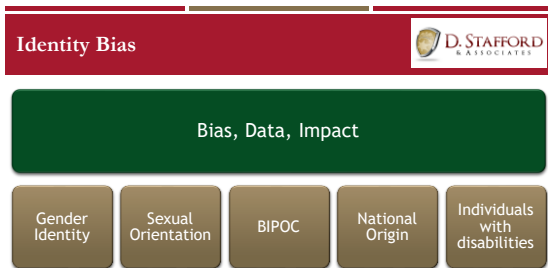 Identity Bias
D. STAFFORD
& ASSOCIATES
Bias, Data, Impact
Gender
Identity
Sexual
Orientation
BIPOC
National
Origin
Individuals
with
disabilities